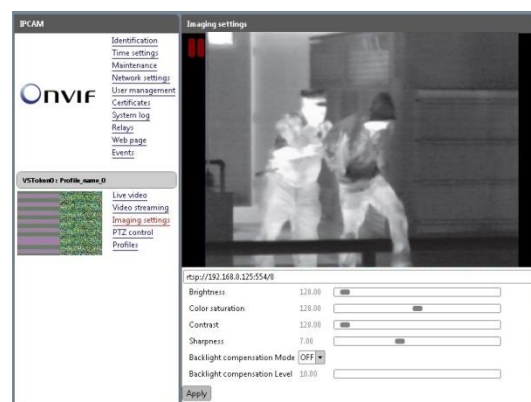 IPCAM
ONVIF
Identification
Time settings
Maintenance
Network settings
User management
Certificates
System log
Relays
Web page
Events
VSToken0 : Profile_name_0
Live video
Video streaming
Imaging settings
PTZ control
Profiles
Imaging settings
rtsp://192.168.0.125:554/0
Brightness 128.00
Color saturation 128.00
Contrast 128.00
Sharpness 7.00
Backlight compensation Mode OFF
Backlight compensation Level 10.00
Apply